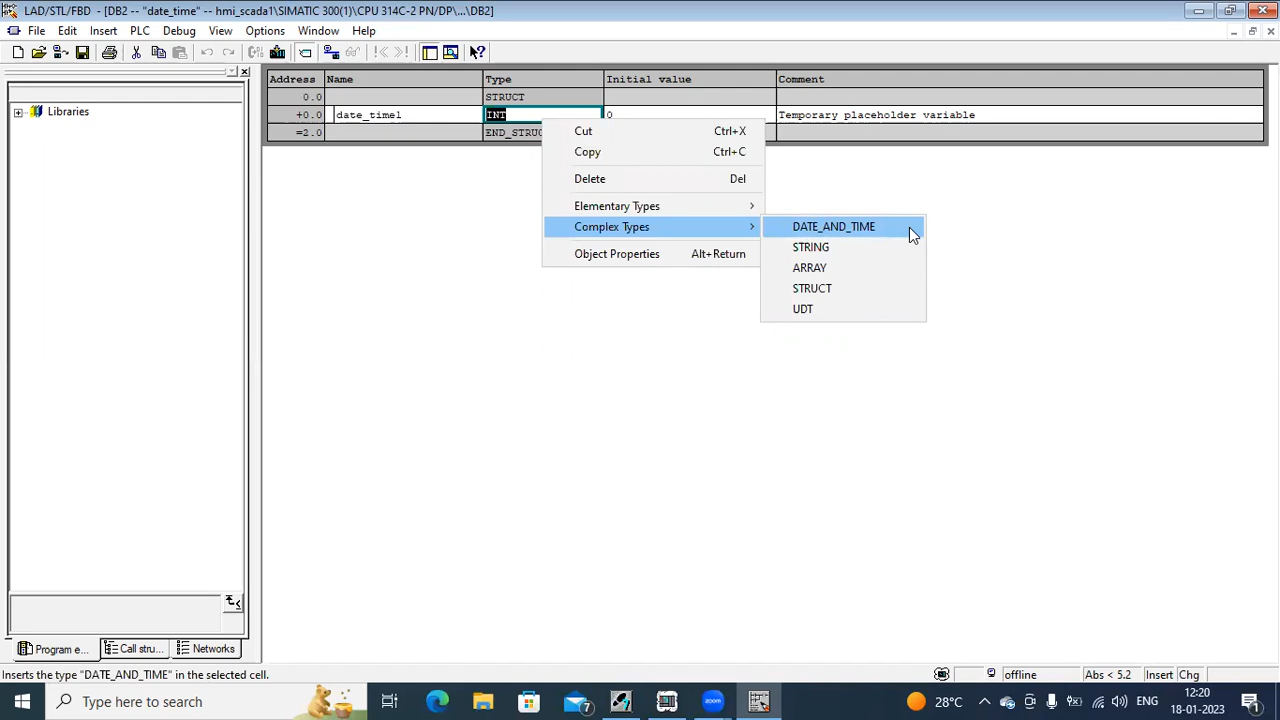 LAD/STL/FBD - [DB2 -- "date_time" -- hmi_scada1\SIMATIC 300(1)\CPU 314C-2 PN/DP\...\DB2]
File Edit Insert PLC Debug View Options Window Help
Address Name Type Initial value Comment
0.0 STRUCT
+0.0 date_time1 INT 0 Temporary placeholder variable
=2.0 END_STRUC
Libraries
Cut Ctrl+X
Copy Ctrl+C
Delete Del
Elementary Types
Complex Types
Object Properties Alt+Return
DATE_AND_TIME
STRING
ARRAY
STRUCT
UDT
Program e... Call stru... Networks
Inserts the type "DATE_AND_TIME" in the selected cell.
offline Abs < 5.2 Insert Chg
Type here to search
7
zoom
28°C
ENG
12:20
18-01-2023
1